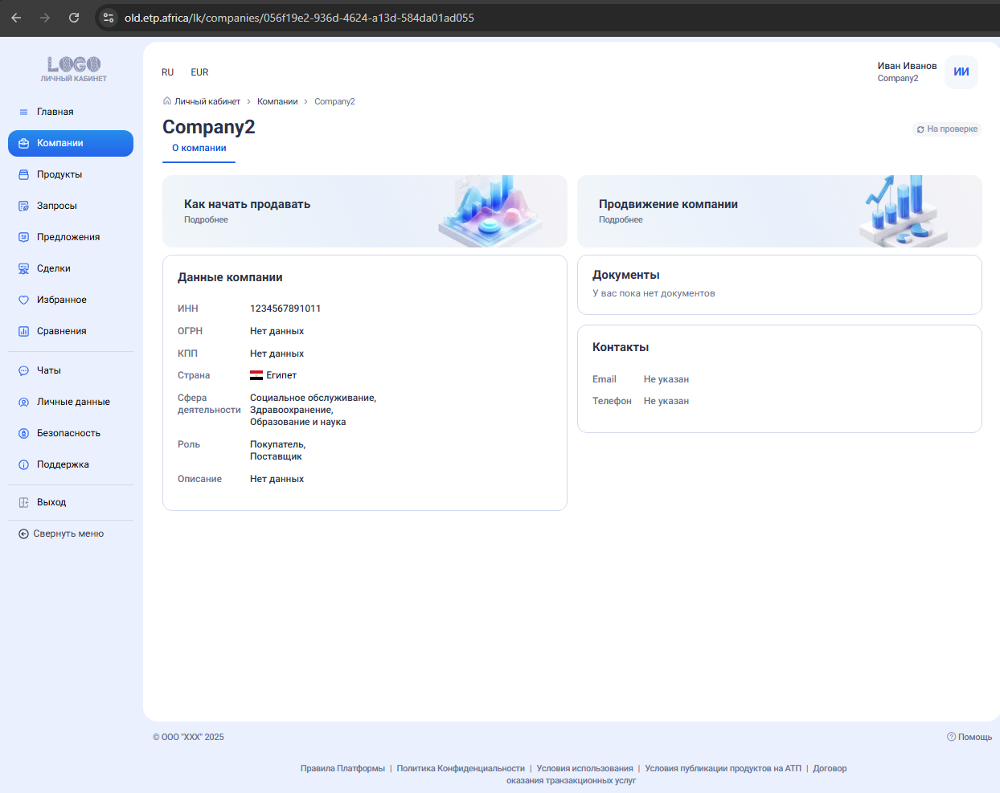 old.etp.africa/lk/companies/056f19e2-936d-4624-a13d-584da01ad055
LOGO
ЛИЧНЫЙ КАБИНЕТ
Главная
Компании
Продукты
Запросы
Предложения
Сделки
Избранное
Сравнения
Чаты
Личные данные
Безопасность
Поддержка
Выход
Свернуть меню
RU EUR
Иван Иванов
Company2
ИИ
Личный кабинет > Компании > Company2
Company2
На проверке
О компании
Как начать продавать
Подробнее
Продвижение компании
Подробнее
Данные компании
ИНН 1234567891011
ОГРН Нет данных
КПП Нет данных
Страна Египет
Сфера деятельности Социальное обслуживание,
Здравоохранение,
Образование и наука
Роль Покупатель,
Поставщик
Описание Нет данных
Документы
У вас пока нет документов
Контакты
Email Не указан
Телефон Не указан
© ООО "XXX" 2025
Помощь
Правила Платформы | Политика Конфиденциальности | Условия использования | Условия публикации продуктов на АТП | Договор
оказания транзакционных услуг